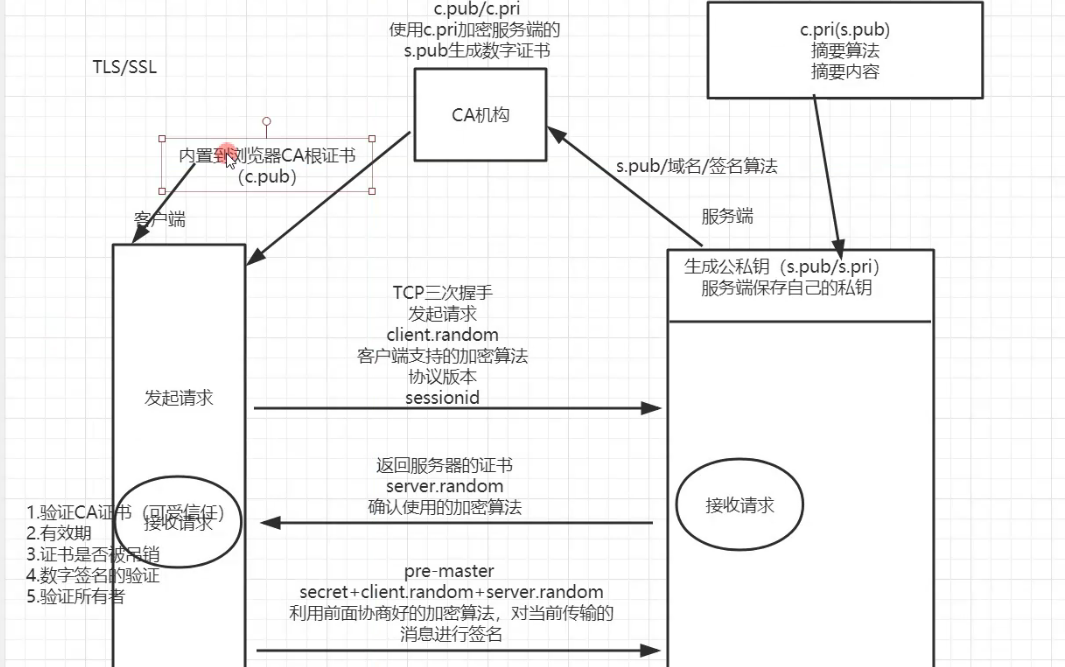 c.pub/c.pri
使用c.pri加密服务端的
s.pub生成数字证书
c.pri(s.pub)
摘要算法
摘要内容
TLS/SSL
CA机构
内置到浏览器CA根证书
（c.pub）
s.pub/域名/签名算法
客户端
服务端
生成公私钥（s.pub/s.pri）
服务端保存自己的私钥
TCP三次握手
发起请求
client.random
客户端支持的加密算法
协议版本
sessionid
发起请求
返回服务器的证书
server.random
确认使用的加密算法
接收请求
接收请求
1.验证CA证书（可受信任）
2.有效期
3.证书是否被吊销
4.数字签名的验证
5.验证所有者
pre-master
secret+client.random+server.random
利用前面协商好的加密算法，对当前传输的
消息进行签名